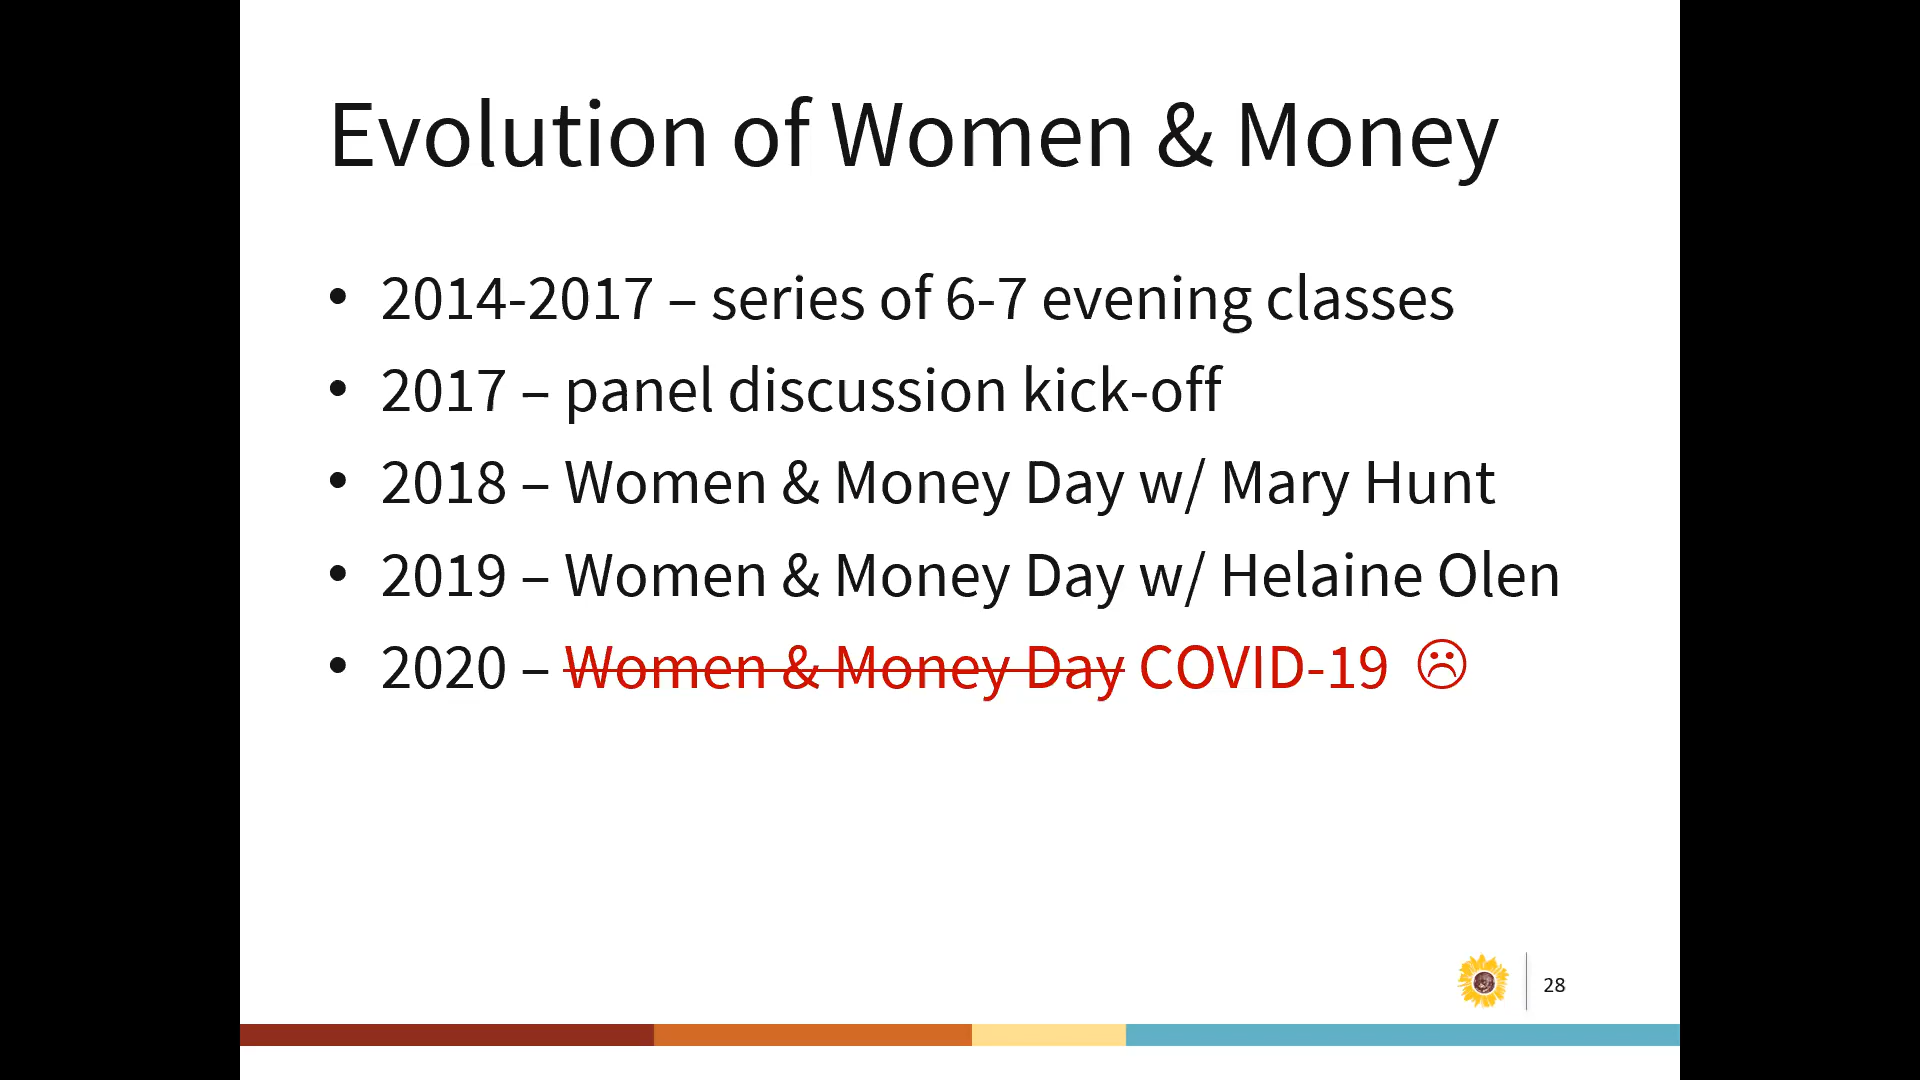 Evolution of Women & Money
• 2014-2017 – series of 6-7 evening classes
• 2017 – panel discussion kick-off
• 2018 – Women & Money Day w/ Mary Hunt
• 2019 – Women & Money Day w/ Helaine Olen
• 2020 – Women & Money Day COVID-19 ☹
28